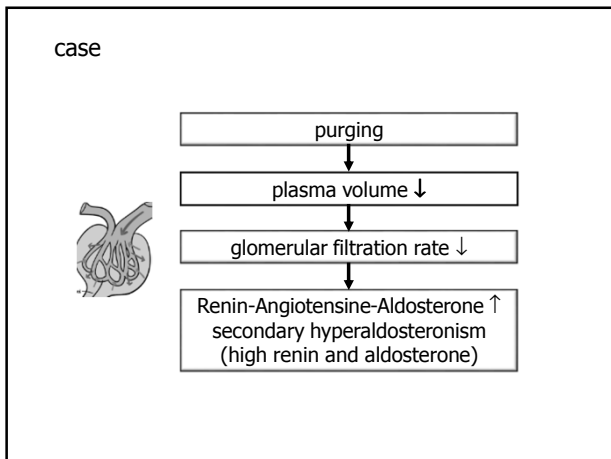 case
purging
plasma volume ↓
glomerular filtration rate ↓
Renin-Angiotensine-Aldosterone ↑
secondary hyperaldosteronism
(high renin and aldosterone)